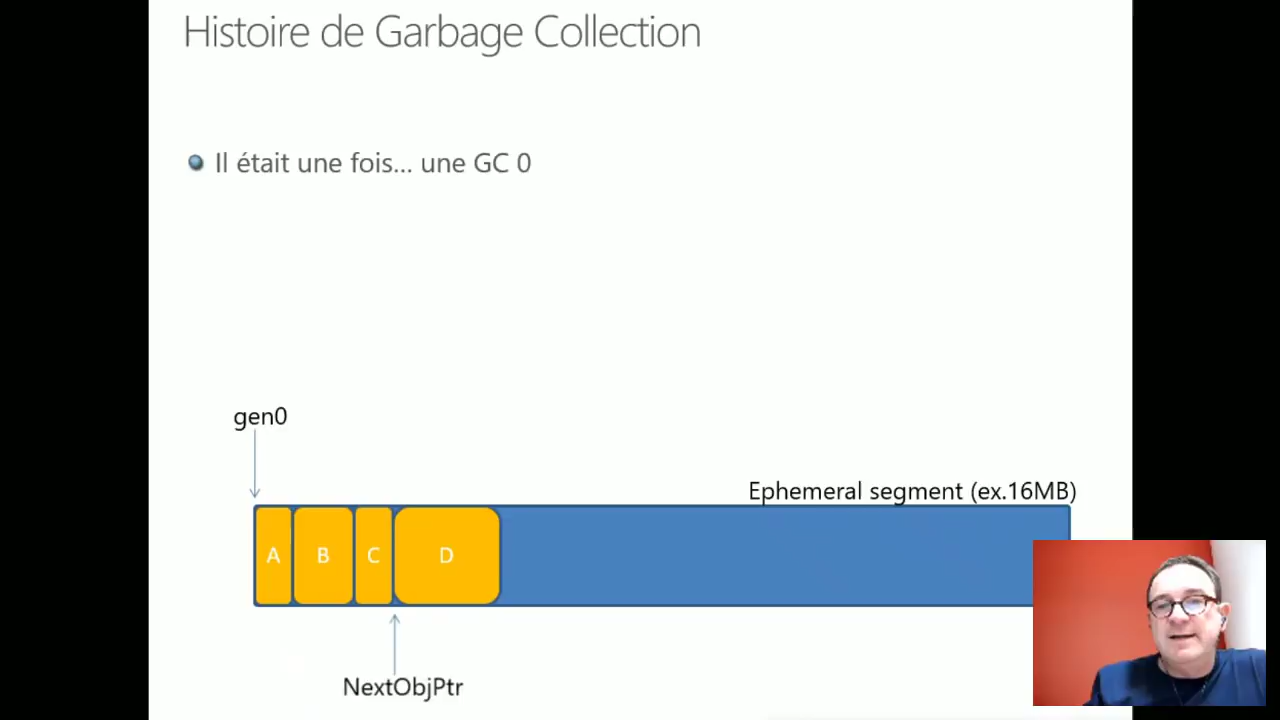 Histoire de Garbage Collection
Il était une fois... une GC 0
gen0
Ephemeral segment (ex.16MB)
A B C D
NextObjPtr